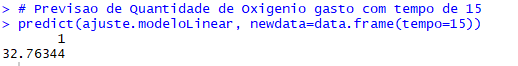 > # Previsao de Quantidade de Oxigenio gasto com tempo de 15
> predict(ajuste.modeloLinear, newdata=data.frame(tempo=15))
1
32.76344